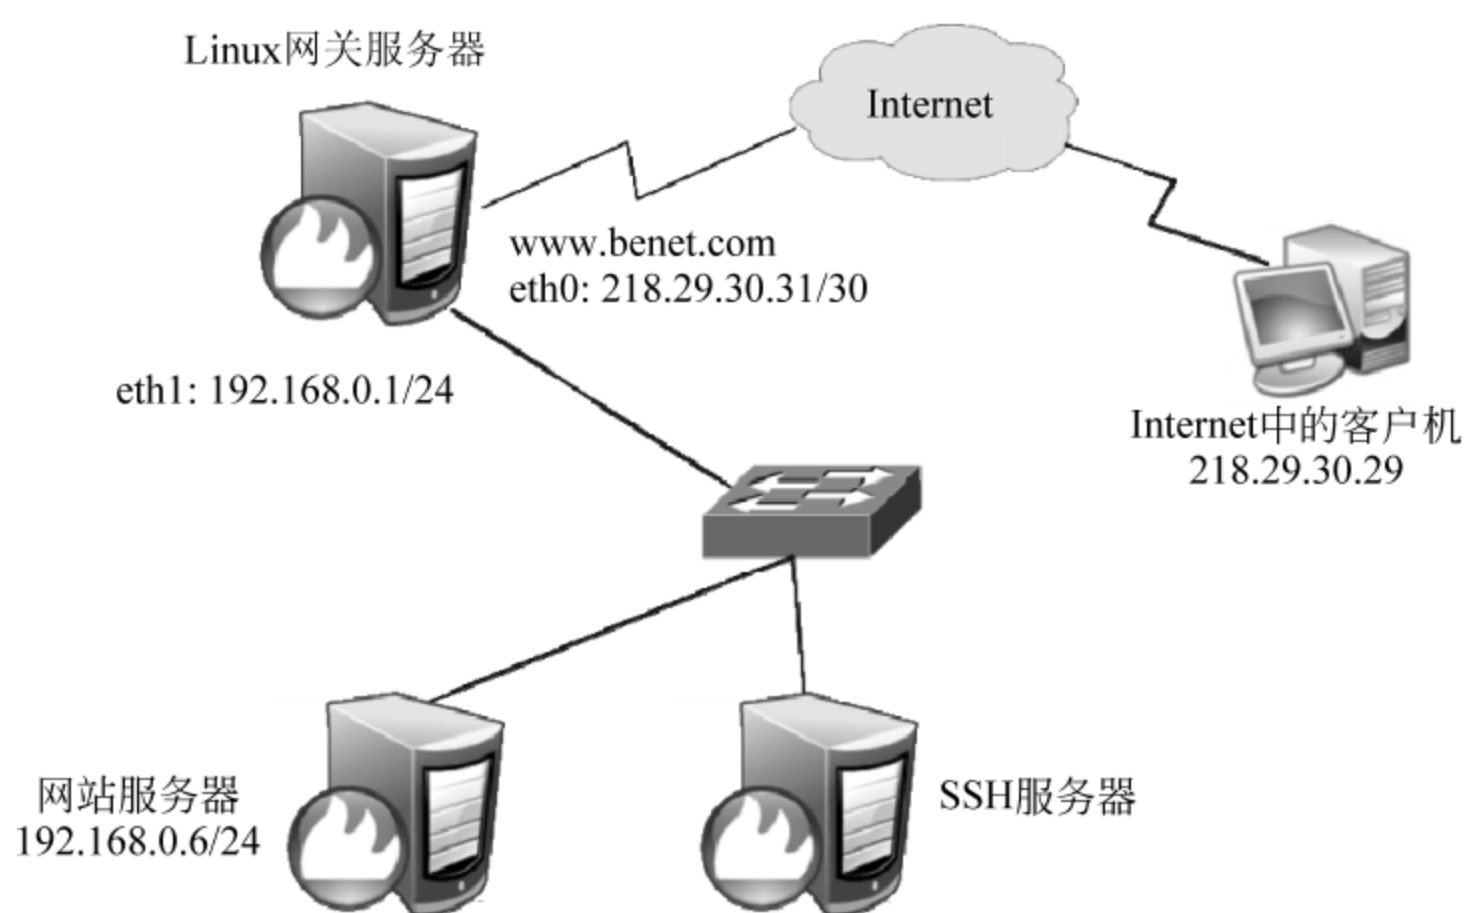 Linux网关服务器
Internet
www.benet.com
eth0: 218.29.30.31/30
eth1: 192.168.0.1/24
Internet中的客户机
218.29.30.29
网站服务器
192.168.0.6/24
SSH服务器